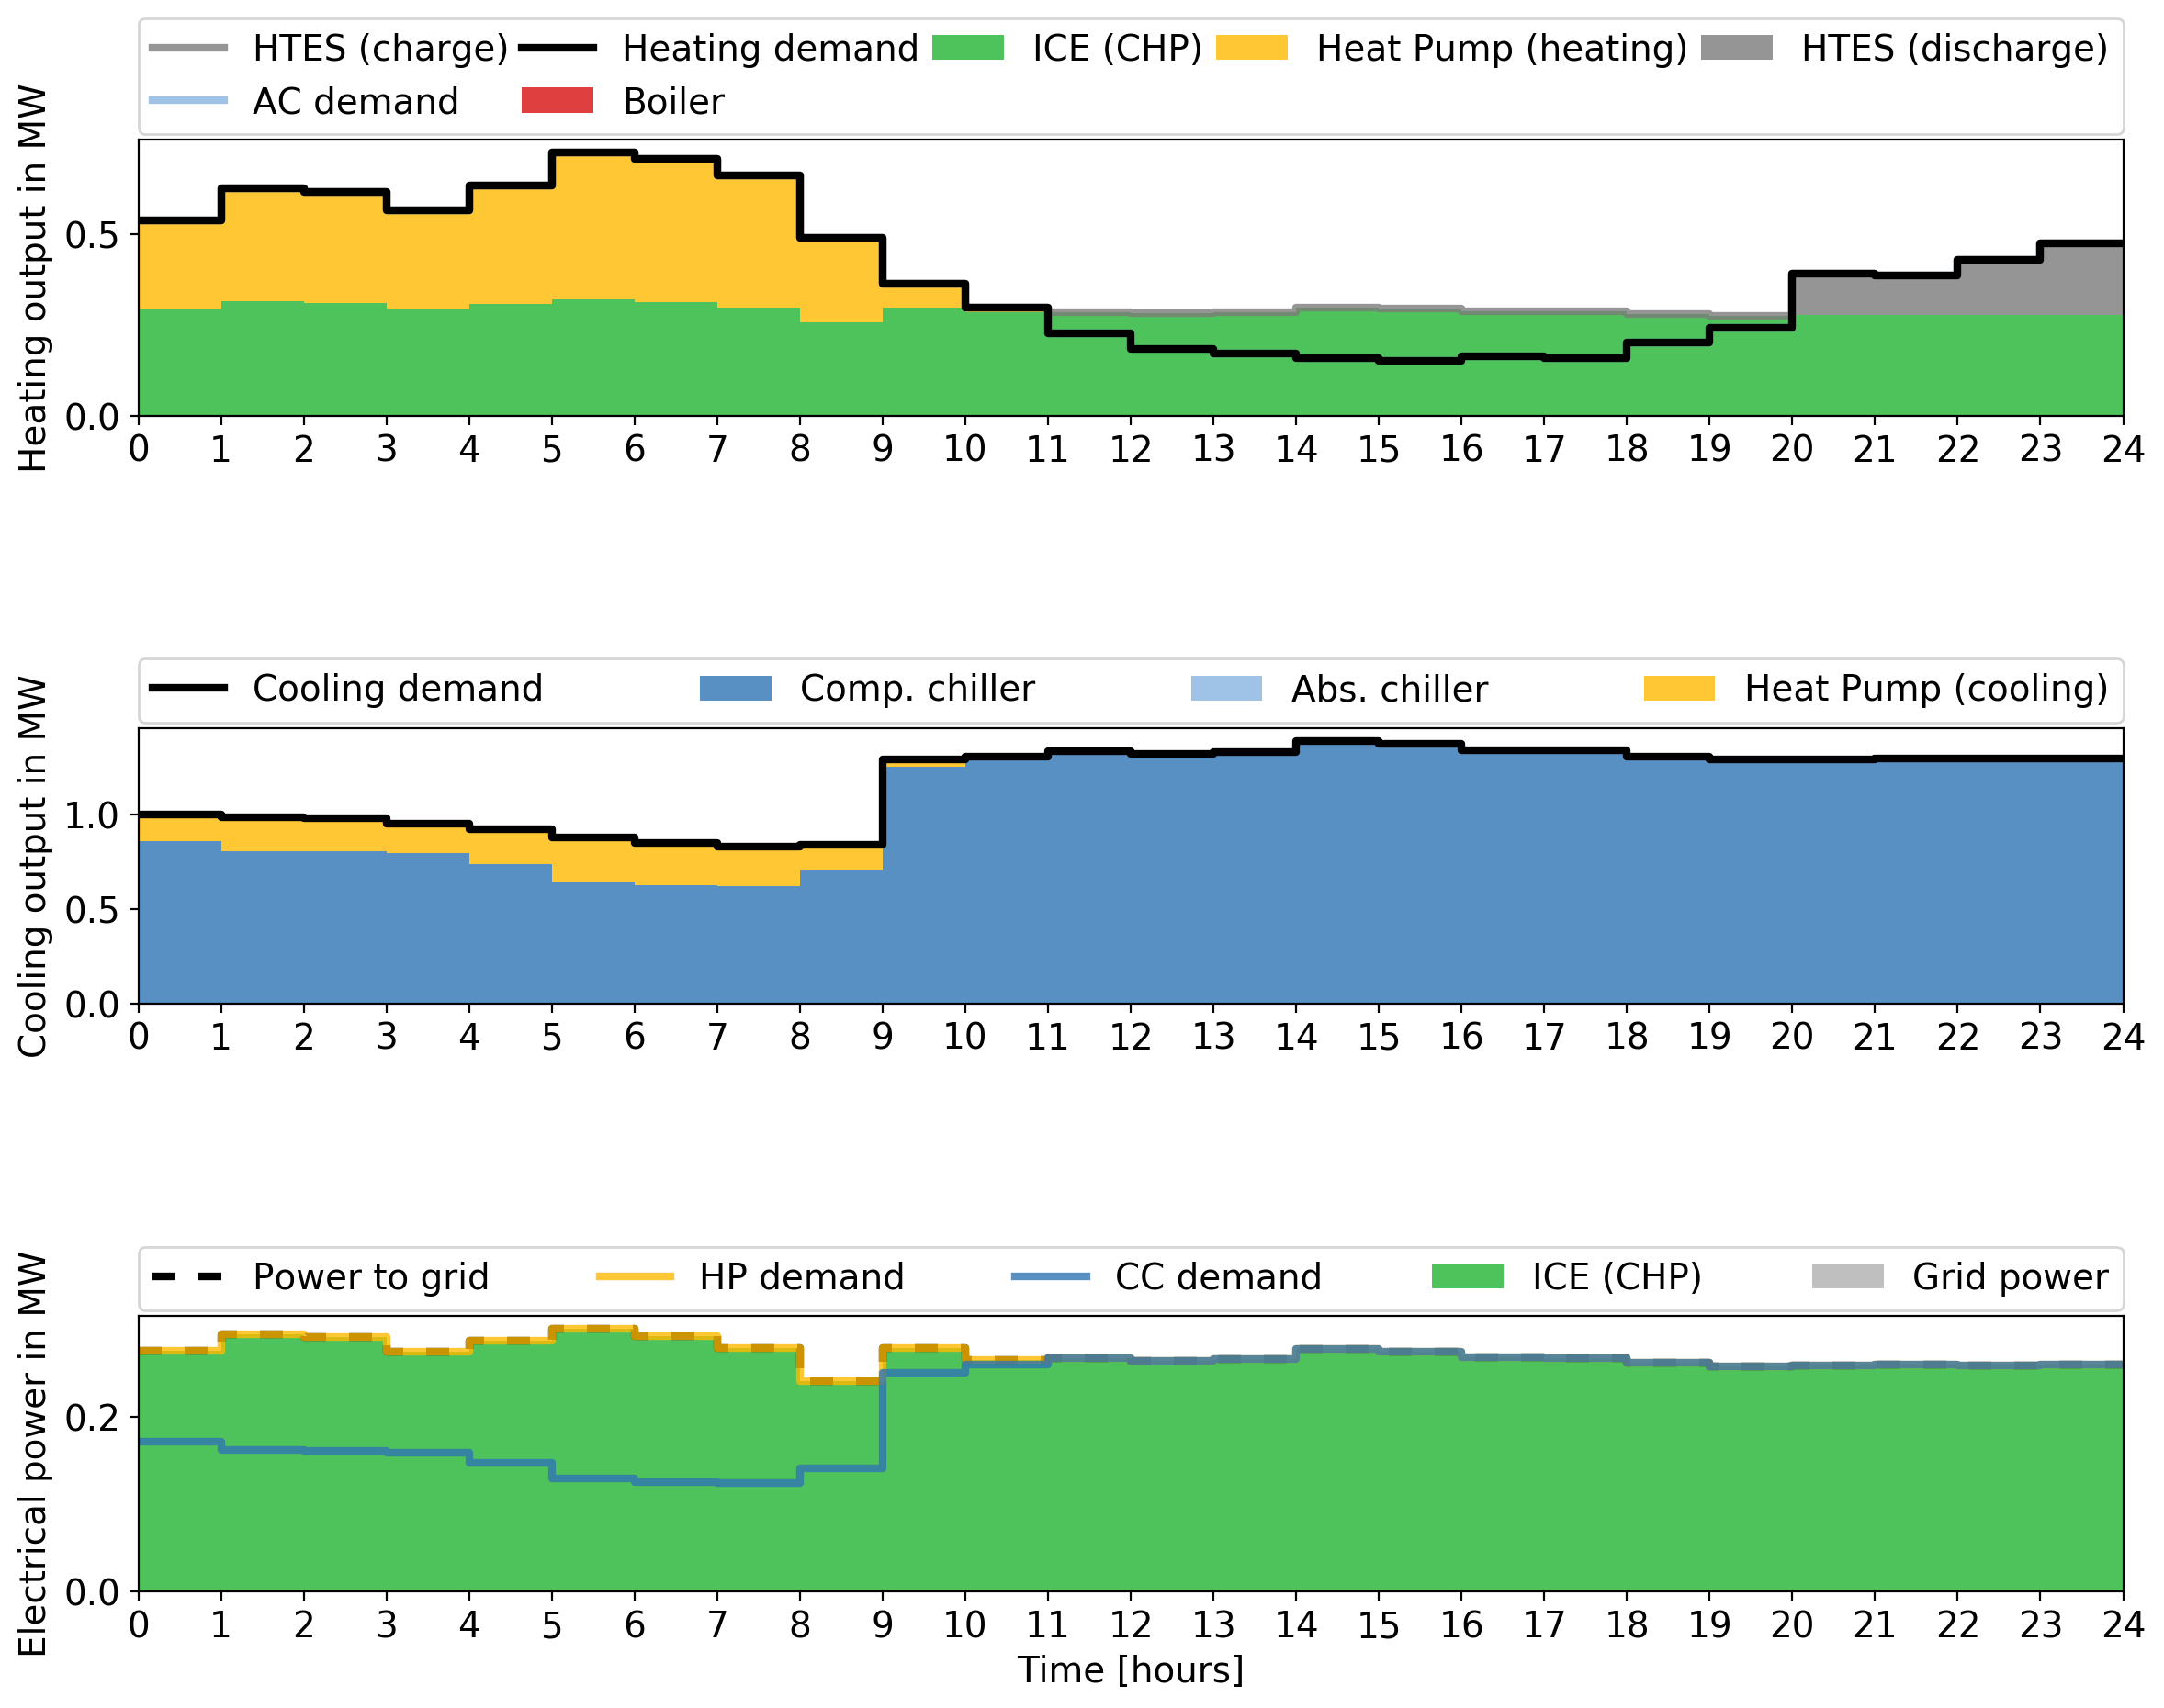 HTES (charge) Heating demand ICE (CHP) Heat Pump (heating) HTES (discharge)
AC demand Boiler
Heating output in MW
0.5
0.0
0 1 2 3 4 5 6 7 8 9 10 11 12 13 14 15 16 17 18 19 20 21 22 23 24
Cooling demand Comp. chiller Abs. chiller Heat Pump (cooling)
Cooling output in MW
1.0
0.5
0.0
0 1 2 3 4 5 6 7 8 9 10 11 12 13 14 15 16 17 18 19 20 21 22 23 24
Power to grid HP demand CC demand ICE (CHP) Grid power
Electrical power in MW
0.2
0.0
0 1 2 3 4 5 6 7 8 9 10 11 12 13 14 15 16 17 18 19 20 21 22 23 24
Time [hours]